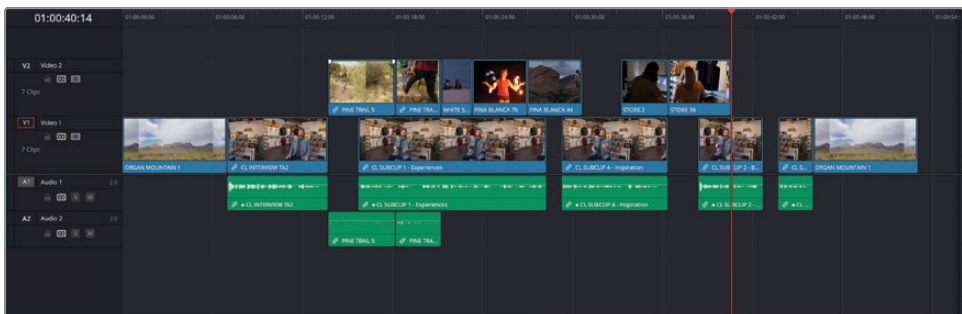 01:00:40:14
01:00:00:00 01:00:06:00 01:00:12:00 01:00:18:00 01:00:24:00 01:00:30:00 01:00:36:00 01:00:42:00 01:00:48:00 01:00:54:
V2 Video 2
7 Clips
PINE TRAIL 5 PINE TRA... WHITE S... PINA BLANCA 70 PINA BLANCA 44 STORE 2 STORE 34
V1 Video 1
7 Clips
ORGAN MOUNTAIN 1 CL INTERVIEW Tk2 CL SUBCLIP 1 - Experiences CL SUBCLIP 4 - Inspiration CL SUBCLIP 2 - B... CL S... ORGAN MOUNTAIN 1
A1 Audio 1 2.0
S M
• CL INTERVIEW Tk2 • CL SUBCLIP 1 - Experiences • CL SUBCLIP 4 - Inspiration • CL SUBCLIP 2 - ... • CL ...
A2 Audio 2 2.0
S M
PINE TRAIL 5 PINE TRA...